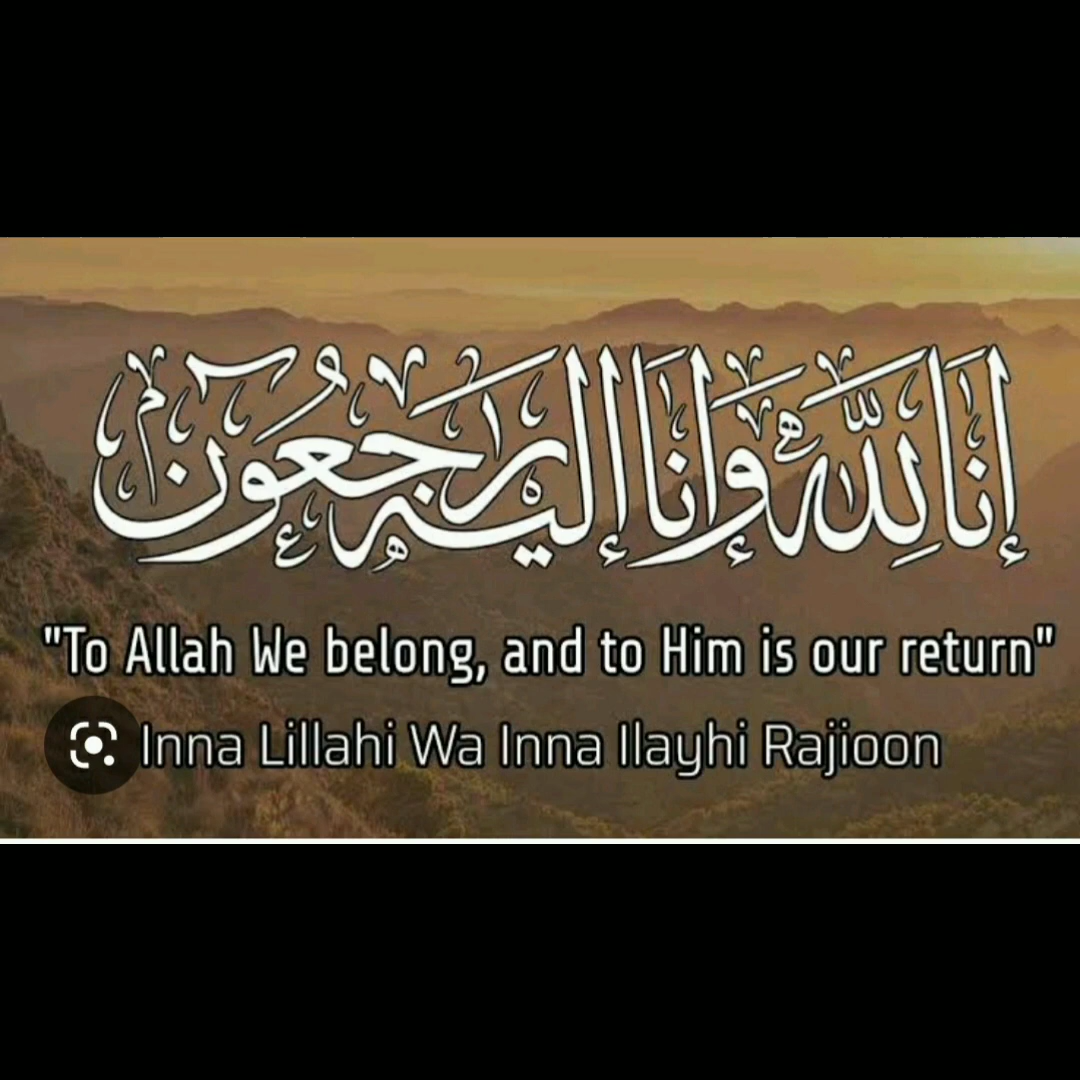 إنا لله وإنا إليه راجعون
"To Allah We belong, and to Him is our return"
Inna Lillahi Wa Inna Ilayhi Rajioon